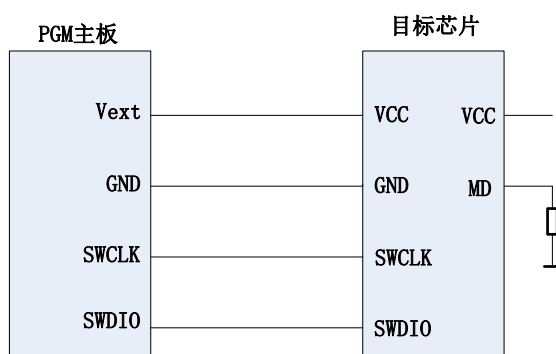 PGM主板
目标芯片
Vext
VCC
VCC
GND
GND
MD
SWCLK
SWCLK
SWDIO
SWDIO